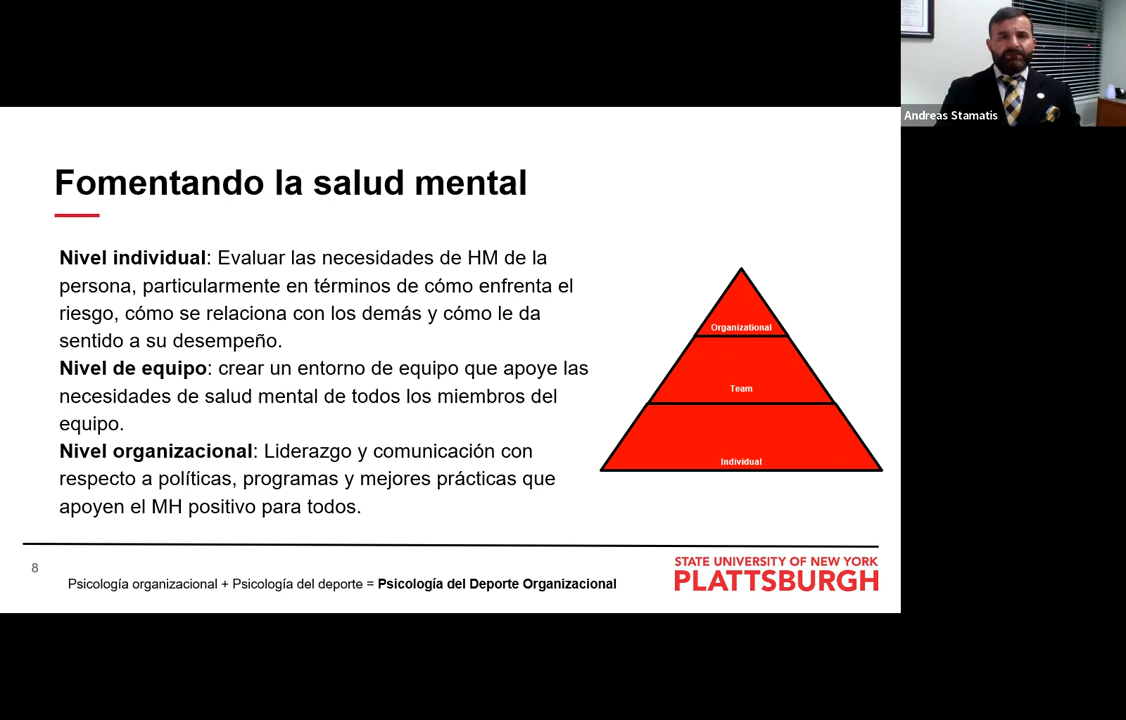 Andreas Stamatis
Fomentando la salud mental
Nivel individual: Evaluar las necesidades de HM de la
persona, particularmente en términos de cómo enfrenta el
riesgo, cómo se relaciona con los demás y cómo le da
sentido a su desempeño.
Nivel de equipo: crear un entorno de equipo que apoye las
necesidades de salud mental de todos los miembros del
equipo.
Nivel organizacional: Liderazgo y comunicación con
respecto a políticas, programas y mejores prácticas que
apoyen el MH positivo para todos.
Organizational
Team
Individual
8
Psicología organizacional + Psicología del deporte = Psicología del Deporte Organizacional
STATE UNIVERSITY OF NEW YORK
PLATTSBURGH